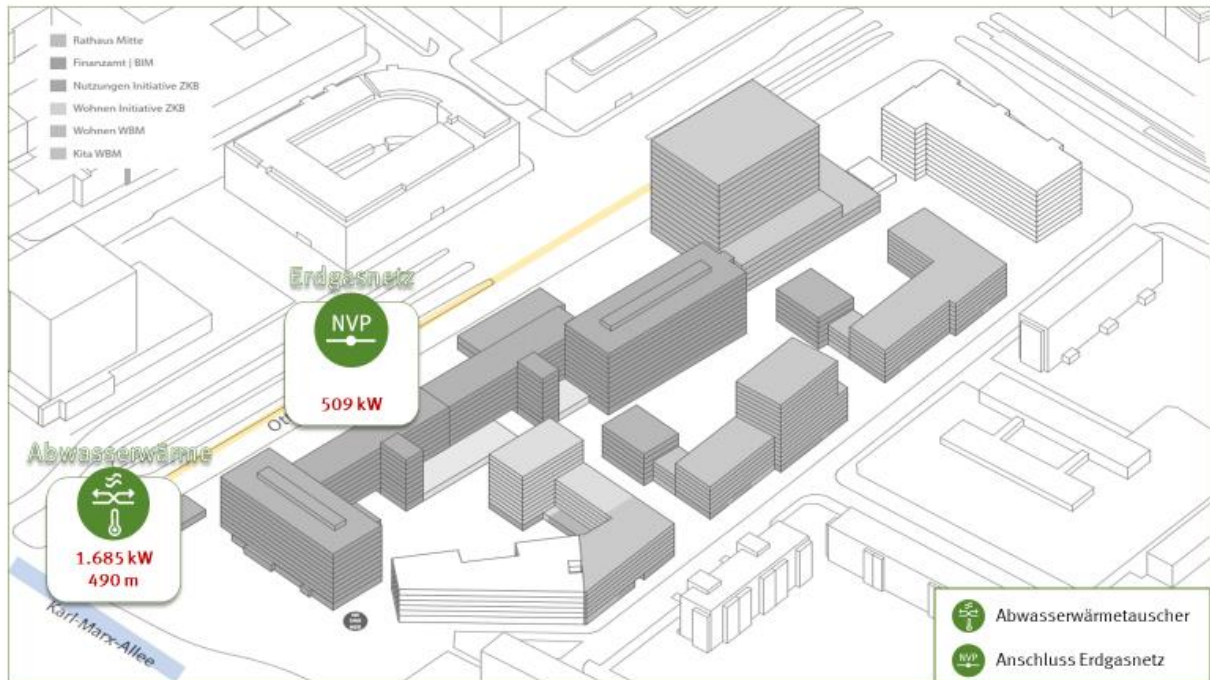 Rathaus Mitte
Finanzamt | BIM
Nutzungen Initiative ZKB
Wohnen Initiative ZKB
Wohnen WBM
Kita WBM
Erdgasnetz
NVP
509 kW
Ot
Abwasserwärme
1.685 kW
490 m
Karl-Marx-Allee
Abwasserwärmetauscher
NVP
Anschluss Erdgasnetz